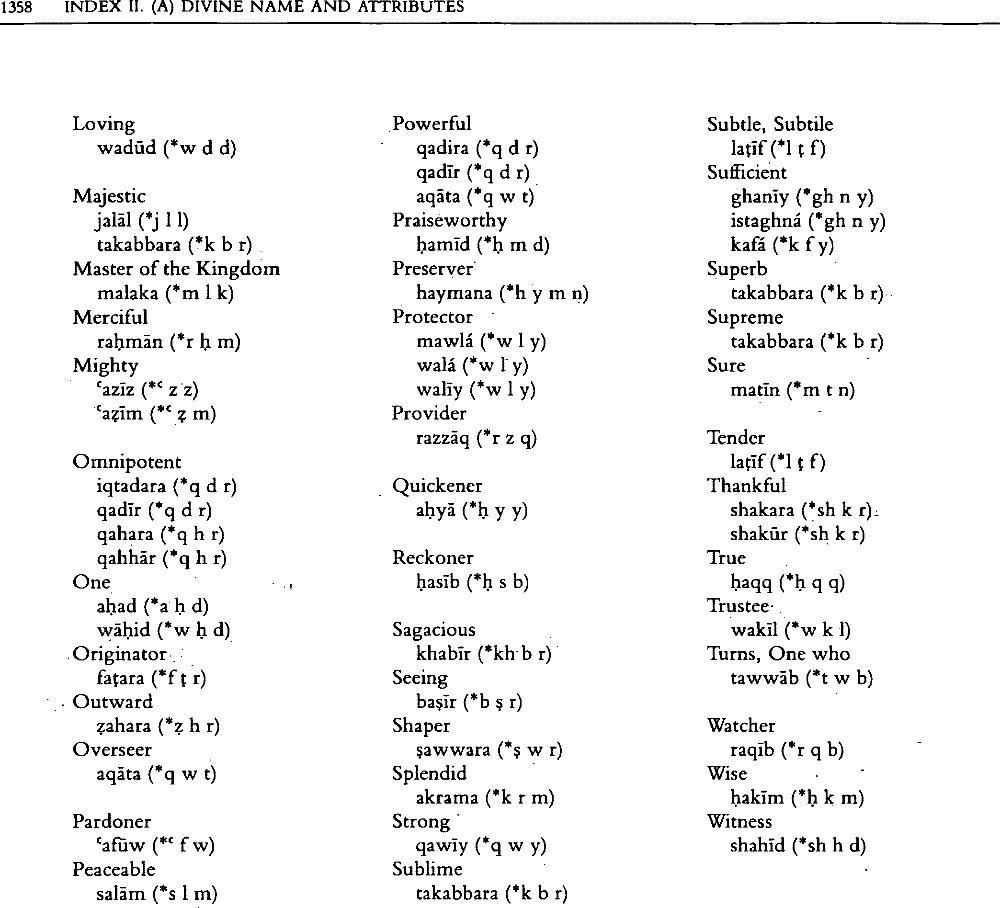 1358 INDEX II. (A) DIVINE NAME AND ATTRIBUTES
Loving
wadūd (*w d d)
Majestic
jalāl (*j l l)
takabbara (*k b r)
Master of the Kingdom
malaka (*m l k)
Merciful
raḥmān (*r ḥ m)
Mighty
ʿazīz (*ʿ z z)
ʿaẓīm (*ʿ ẓ m)
Omnipotent
iqtadara (*q d r)
qadīr (*q d r)
qahara (*q h r)
qahhār (*q h r)
One
aḥad (*a ḥ d)
wāḥid (*w ḥ d)
Originator
faṭara (*f ṭ r)
Outward
ẓahara (*ẓ h r)
Overseer
aqāta (*q w t)
Pardoner
ʿafūw (*ʿ f w)
Peaceable
salām (*s l m)
Powerful
qadira (*q d r)
qadīr (*q d r)
aqāta (*q w t)
Praiseworthy
ḥamīd (*ḥ m d)
Preserver
haymana (*h y m n)
Protector
mawlá (*w l y)
walá (*w l y)
walīy (*w l y)
Provider
razzāq (*r z q)
Quickener
aḥyā (*ḥ y y)
Reckoner
ḥasīb (*ḥ s b)
Sagacious
khabīr (*kh b r)
Seeing
baṣīr (*b ṣ r)
Shaper
ṣawwara (*ṣ w r)
Splendid
akrama (*k r m)
Strong
qawīy (*q w y)
Sublime
takabbara (*k b r)
Subtle, Subtile
laṭīf (*l ṭ f)
Sufficient
ghanīy (*gh n y)
istaghná (*gh n y)
kafá (*k f y)
Superb
takabbara (*k b r)
Supreme
takabbara (*k b r)
Sure
matīn (*m t n)
Tender
laṭīf (*l ṭ f)
Thankful
shakara (*sh k r)
shakūr (*sh k r)
True
ḥaqq (*ḥ q q)
Trustee
wakīl (*w k l)
Turns, One who
tawwāb (*t w b)
Watcher
raqīb (*r q b)
Wise
ḥakīm (*ḥ k m)
Witness
shahīd (*sh h d)